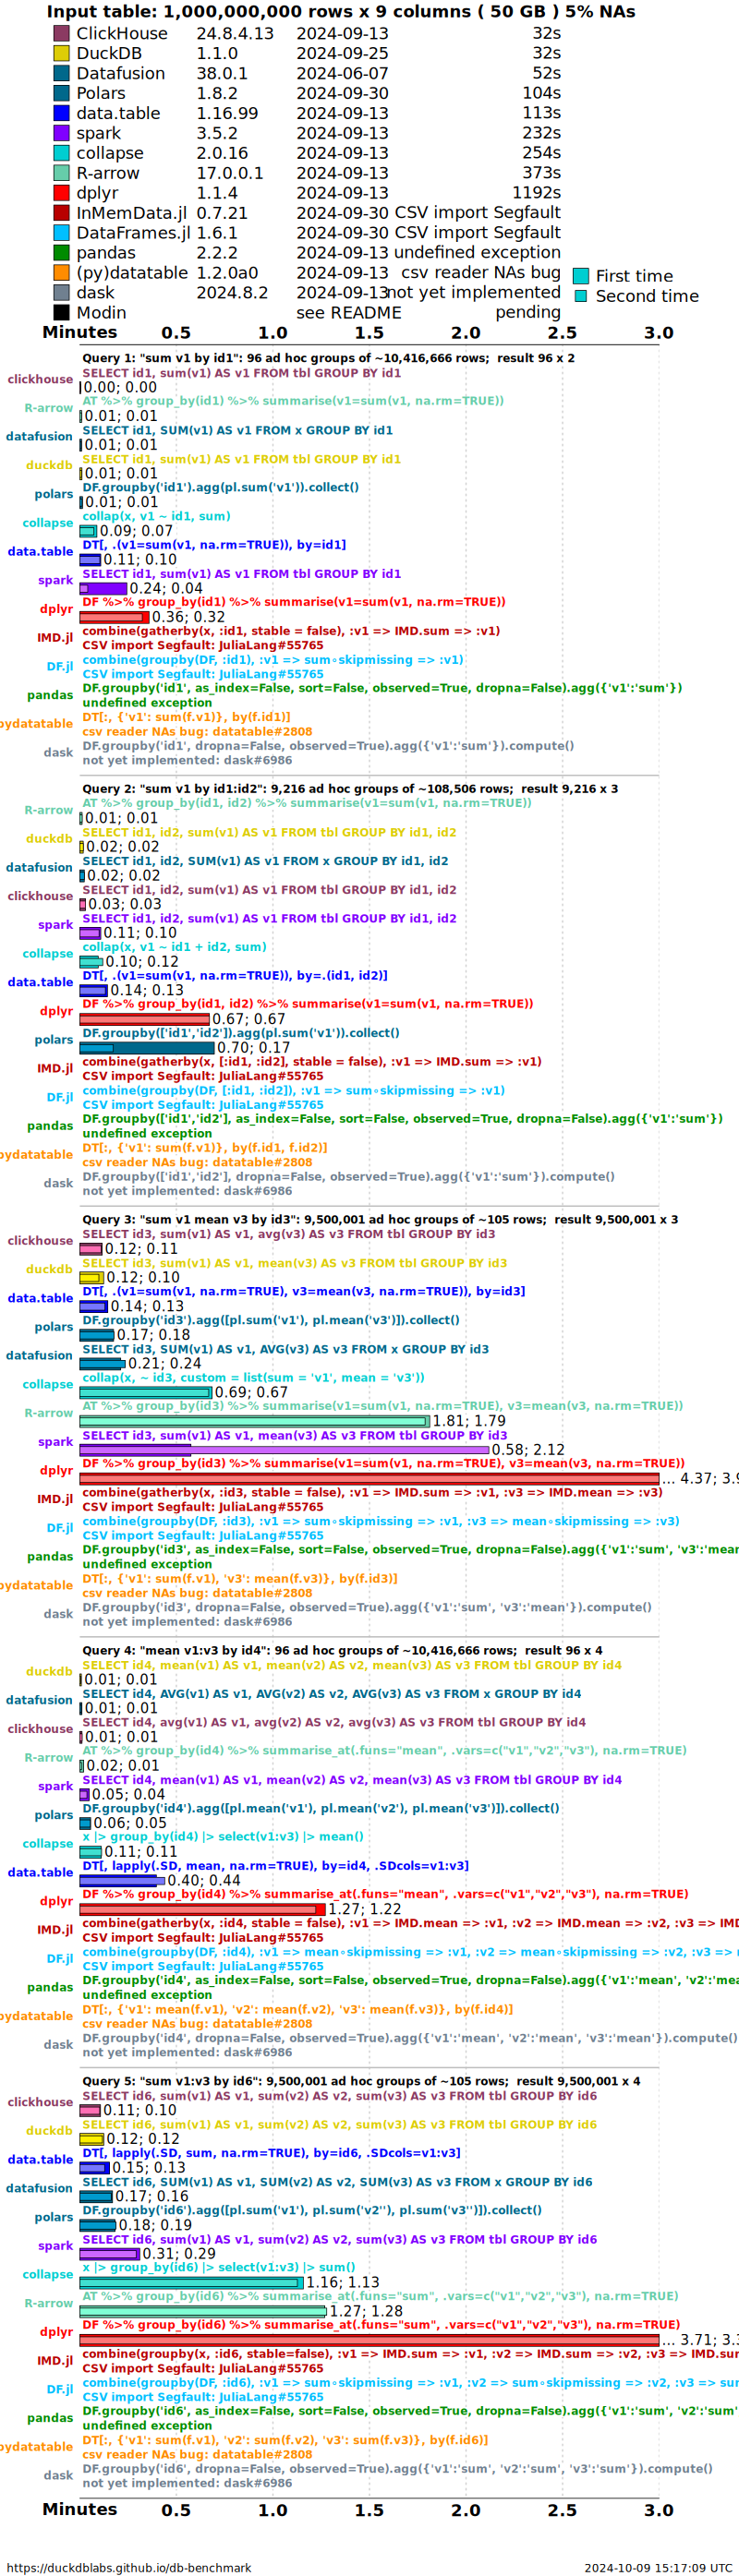 Input table: 1,000,000,000 rows x 9 columns ( 50 GB ) 5% NAs
ClickHouse 24.8.4.13 2024-09-13 32s
DuckDB 1.1.0 2024-09-25 32s
Datafusion 38.0.1 2024-06-07 52s
Polars 1.8.2 2024-09-30 104s
data.table 1.16.99 2024-09-13 113s
spark 3.5.2 2024-09-13 232s
collapse 2.0.16 2024-09-13 254s
R-arrow 17.0.0.1 2024-09-13 373s
dplyr 1.1.4 2024-09-13 1192s
InMemData.jl 0.7.21 2024-09-30 CSV import Segfault
DataFrames.jl 1.6.1 2024-09-30 CSV import Segfault
pandas 2.2.2 2024-09-13 undefined exception
(py)datatable 1.2.0a0 2024-09-13 csv reader NAs bug
dask 2024.8.2 2024-09-13 not yet implemented
Modin see README pending
First time
Second time
Minutes 0.5 1.0 1.5 2.0 2.5 3.0
Query 1: "sum v1 by id1": 96 ad hoc groups of ~10,416,666 rows; result 96 x 2
clickhouse SELECT id1, sum(v1) AS v1 FROM tbl GROUP BY id1
0.00; 0.00
R-arrow AT %>% group_by(id1) %>% summarise(v1=sum(v1, na.rm=TRUE))
0.01; 0.01
datafusion SELECT id1, SUM(v1) AS v1 FROM x GROUP BY id1
0.01; 0.01
duckdb SELECT id1, sum(v1) AS v1 FROM tbl GROUP BY id1
0.01; 0.01
polars DF.groupby('id1').agg(pl.sum('v1')).collect()
0.01; 0.01
collapse collap(x, v1 ~ id1, sum)
0.09; 0.07
data.table DT[, .(v1=sum(v1, na.rm=TRUE)), by=id1]
0.11; 0.10
spark SELECT id1, sum(v1) AS v1 FROM tbl GROUP BY id1
0.24; 0.04
dplyr DF %>% group_by(id1) %>% summarise(v1=sum(v1, na.rm=TRUE))
0.36; 0.32
IMD.jl combine(gatherby(x, :id1, stable = false), :v1 => IMD.sum => :v1)
CSV import Segfault: JuliaLang#55765
DF.jl combine(groupby(DF, :id1), :v1 => sum∘skipmissing => :v1)
CSV import Segfault: JuliaLang#55765
pandas DF.groupby('id1', as_index=False, sort=False, observed=True, dropna=False).agg({'v1':'sum'})
undefined exception
pydatatable DT[:, {'v1': sum(f.v1)}, by(f.id1)]
csv reader NAs bug: datatable#2808
dask DF.groupby('id1', dropna=False, observed=True).agg({'v1':'sum'}).compute()
not yet implemented: dask#6986
Query 2: "sum v1 by id1:id2": 9,216 ad hoc groups of ~108,506 rows; result 9,216 x 3
R-arrow AT %>% group_by(id1, id2) %>% summarise(v1=sum(v1, na.rm=TRUE))
0.01; 0.01
duckdb SELECT id1, id2, sum(v1) AS v1 FROM tbl GROUP BY id1, id2
0.02; 0.02
datafusion SELECT id1, id2, SUM(v1) AS v1 FROM x GROUP BY id1, id2
0.02; 0.02
clickhouse SELECT id1, id2, sum(v1) AS v1 FROM tbl GROUP BY id1, id2
0.03; 0.03
spark SELECT id1, id2, sum(v1) AS v1 FROM tbl GROUP BY id1, id2
0.11; 0.10
collapse collap(x, v1 ~ id1 + id2, sum)
0.10; 0.12
data.table DT[, .(v1=sum(v1, na.rm=TRUE)), by=.(id1, id2)]
0.14; 0.13
dplyr DF %>% group_by(id1, id2) %>% summarise(v1=sum(v1, na.rm=TRUE))
0.67; 0.67
polars DF.groupby(['id1','id2']).agg(pl.sum('v1')).collect()
0.70; 0.17
IMD.jl combine(gatherby(x, [:id1, :id2], stable = false), :v1 => IMD.sum => :v1)
CSV import Segfault: JuliaLang#55765
DF.jl combine(groupby(DF, [:id1, :id2]), :v1 => sum∘skipmissing => :v1)
CSV import Segfault: JuliaLang#55765
pandas DF.groupby(['id1','id2'], as_index=False, sort=False, observed=True, dropna=False).agg({'v1':'sum'})
undefined exception
pydatatable DT[:, {'v1': sum(f.v1)}, by(f.id1, f.id2)]
csv reader NAs bug: datatable#2808
dask DF.groupby(['id1','id2'], dropna=False, observed=True).agg({'v1':'sum'}).compute()
not yet implemented: dask#6986
Query 3: "sum v1 mean v3 by id3": 9,500,001 ad hoc groups of ~105 rows; result 9,500,001 x 3
clickhouse SELECT id3, sum(v1) AS v1, avg(v3) AS v3 FROM tbl GROUP BY id3
0.12; 0.11
duckdb SELECT id3, sum(v1) AS v1, mean(v3) AS v3 FROM tbl GROUP BY id3
0.12; 0.10
data.table DT[, .(v1=sum(v1, na.rm=TRUE), v3=mean(v3, na.rm=TRUE)), by=id3]
0.14; 0.13
polars DF.groupby('id3').agg([pl.sum('v1'), pl.mean('v3')]).collect()
0.17; 0.18
datafusion SELECT id3, SUM(v1) AS v1, AVG(v3) AS v3 FROM x GROUP BY id3
0.21; 0.24
collapse collap(x, ~ id3, custom = list(sum = 'v1', mean = 'v3'))
0.69; 0.67
R-arrow AT %>% group_by(id3) %>% summarise(v1=sum(v1, na.rm=TRUE), v3=mean(v3, na.rm=TRUE))
1.81; 1.79
spark SELECT id3, sum(v1) AS v1, mean(v3) AS v3 FROM tbl GROUP BY id3
0.58; 2.12
dplyr DF %>% group_by(id3) %>% summarise(v1=sum(v1, na.rm=TRUE), v3=mean(v3, na.rm=TRUE))
... 4.37; 3.9
IMD.jl combine(gatherby(x, :id3, stable = false), :v1 => IMD.sum => :v1, :v3 => IMD.mean => :v3)
CSV import Segfault: JuliaLang#55765
DF.jl combine(groupby(DF, :id3), :v1 => sum∘skipmissing => :v1, :v3 => mean∘skipmissing => :v3)
CSV import Segfault: JuliaLang#55765
pandas DF.groupby('id3', as_index=False, sort=False, observed=True, dropna=False).agg({'v1':'sum', 'v3':'mean
undefined exception
pydatatable DT[:, {'v1': sum(f.v1), 'v3': mean(f.v3)}, by(f.id3)]
csv reader NAs bug: datatable#2808
dask DF.groupby('id3', dropna=False, observed=True).agg({'v1':'sum', 'v3':'mean'}).compute()
not yet implemented: dask#6986
Query 4: "mean v1:v3 by id4": 96 ad hoc groups of ~10,416,666 rows; result 96 x 4
duckdb SELECT id4, mean(v1) AS v1, mean(v2) AS v2, mean(v3) AS v3 FROM tbl GROUP BY id4
0.01; 0.01
datafusion SELECT id4, AVG(v1) AS v1, AVG(v2) AS v2, AVG(v3) AS v3 FROM x GROUP BY id4
0.01; 0.01
clickhouse SELECT id4, avg(v1) AS v1, avg(v2) AS v2, avg(v3) AS v3 FROM tbl GROUP BY id4
0.01; 0.01
R-arrow AT %>% group_by(id4) %>% summarise_at(.funs="mean", .vars=c("v1","v2","v3"), na.rm=TRUE)
0.02; 0.01
spark SELECT id4, mean(v1) AS v1, mean(v2) AS v2, mean(v3) AS v3 FROM tbl GROUP BY id4
0.05; 0.04
polars DF.groupby('id4').agg([pl.mean('v1'), pl.mean('v2'), pl.mean('v3')]).collect()
0.06; 0.05
collapse x |> group_by(id4) |> select(v1:v3) |> mean()
0.11; 0.11
data.table DT[, lapply(.SD, mean, na.rm=TRUE), by=id4, .SDcols=v1:v3]
0.40; 0.44
dplyr DF %>% group_by(id4) %>% summarise_at(.funs="mean", .vars=c("v1","v2","v3"), na.rm=TRUE)
1.27; 1.22
IMD.jl combine(gatherby(x, :id4, stable = false), :v1 => IMD.mean => :v1, :v2 => IMD.mean => :v2, :v3 => IMD
CSV import Segfault: JuliaLang#55765
DF.jl combine(groupby(DF, :id4), :v1 => mean∘skipmissing => :v1, :v2 => mean∘skipmissing => :v2, :v3 =>
CSV import Segfault: JuliaLang#55765
pandas DF.groupby('id4', as_index=False, sort=False, observed=True, dropna=False).agg({'v1':'mean', 'v2':'mea
undefined exception
pydatatable DT[:, {'v1': mean(f.v1), 'v2': mean(f.v2), 'v3': mean(f.v3)}, by(f.id4)]
csv reader NAs bug: datatable#2808
dask DF.groupby('id4', dropna=False, observed=True).agg({'v1':'mean', 'v2':'mean', 'v3':'mean'}).compute()
not yet implemented: dask#6986
Query 5: "sum v1:v3 by id6": 9,500,001 ad hoc groups of ~105 rows; result 9,500,001 x 4
clickhouse SELECT id6, sum(v1) AS v1, sum(v2) AS v2, sum(v3) AS v3 FROM tbl GROUP BY id6
0.11; 0.10
duckdb SELECT id6, sum(v1) AS v1, sum(v2) AS v2, sum(v3) AS v3 FROM tbl GROUP BY id6
0.12; 0.12
data.table DT[, lapply(.SD, sum, na.rm=TRUE), by=id6, .SDcols=v1:v3]
0.15; 0.13
datafusion SELECT id6, SUM(v1) AS v1, SUM(v2) AS v2, SUM(v3) AS v3 FROM x GROUP BY id6
0.17; 0.16
polars DF.groupby('id6').agg([pl.sum('v1'), pl.sum('v2''), pl.sum('v3'')]).collect()
0.18; 0.19
spark SELECT id6, sum(v1) AS v1, sum(v2) AS v2, sum(v3) AS v3 FROM tbl GROUP BY id6
0.31; 0.29
collapse x |> group_by(id6) |> select(v1:v3) |> sum()
1.16; 1.13
R-arrow AT %>% group_by(id6) %>% summarise_at(.funs="sum", .vars=c("v1","v2","v3"), na.rm=TRUE)
1.27; 1.28
dplyr DF %>% group_by(id6) %>% summarise_at(.funs="sum", .vars=c("v1","v2","v3"), na.rm=TRUE)
... 3.71; 3.3
IMD.jl combine(groupby(x, :id6, stable=false), :v1 => IMD.sum => :v1, :v2 => IMD.sum => :v2, :v3 => IMD.sum
CSV import Segfault: JuliaLang#55765
DF.jl combine(groupby(DF, :id6), :v1 => sum∘skipmissing => :v1, :v2 => sum∘skipmissing => :v2, :v3 => sum
CSV import Segfault: JuliaLang#55765
pandas DF.groupby('id6', as_index=False, sort=False, observed=True, dropna=False).agg({'v1':'sum', 'v2':'sum'
undefined exception
pydatatable DT[:, {'v1': sum(f.v1), 'v2': sum(f.v2), 'v3': sum(f.v3)}, by(f.id6)]
csv reader NAs bug: datatable#2808
dask DF.groupby('id6', dropna=False, observed=True).agg({'v1':'sum', 'v2':'sum', 'v3':'sum'}).compute()
not yet implemented: dask#6986
Minutes 0.5 1.0 1.5 2.0 2.5 3.0
https://duckdblabs.github.io/db-benchmark 2024-10-09 15:17:09 UTC